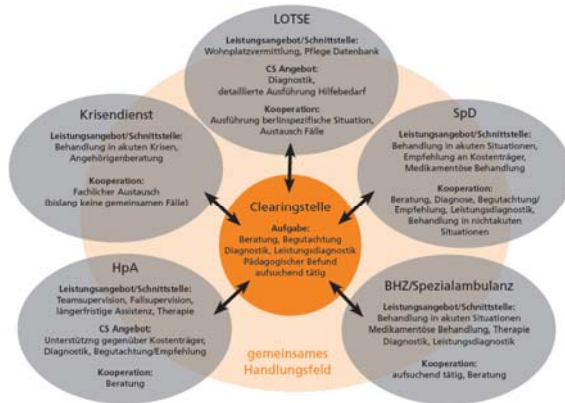 LOTSE
Leistungsangebot/Schnittstelle:
Wohnplatzvermittlung, Pflege Datenbank
CS Angebot:
Diagnostik,
detaillierte Ausführung Hilfebedarf
Kooperation:
Ausführung berlinspezifische Situation,
Austausch Fälle
Krisendienst
Leistungsangebot/Schnittstelle:
Behandlung in akuten Krisen,
Angehörigenberatung
Kooperation:
Fachlicher Austausch
(bislang keine gemeinsamen Fälle)
SpD
Leistungsangebot/Schnittstelle:
Behandlung in akuten Situationen,
Empfehlung an Kostenträger,
Medikamentöse Behandlung
Kooperation:
Beratung, Diagnose, Begutachtung/
Empfehlung, Leistungsdiagnostik,
Behandlung in nichtakuten
Situationen
Clearingstelle
Aufgabe:
Beratung, Begutachtung
Diagnostik, Leistungsdiagnostik
Pädagogischer Befund
aufsuchend tätig
HpA
Leistungsangebot/Schnittstelle:
Teamsupervision, Fallsupervision,
längerfristige Assistenz, Therapie
CS Angebot:
Unterstützng gegenüber Kostenträger,
Diagnostik, Begutachtung/Empfehlung
Kooperation:
Beratung
BHZ/Spezialambulanz
Leistungsangebot/Schnittstelle:
Behandlung in akuten Situationen
Medikamentöse Behandlung, Therapie
Diagnostik, Leistungsdiagnostik
Kooperation:
aufsuchend tätig, Beratung
gemeinsames
Handlungsfeld